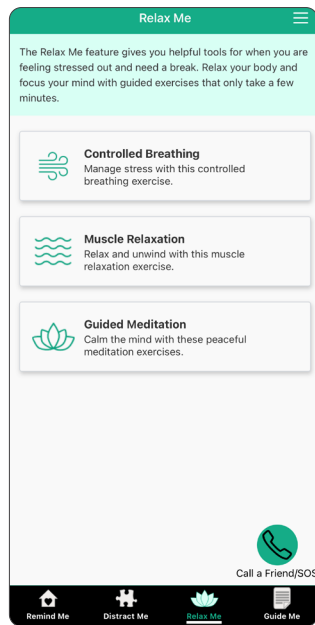 Relax Me
The Relax Me feature gives you helpful tools for when you are
feeling stressed out and need a break. Relax your body and
focus your mind with guided exercises that only take a few
minutes.
Controlled Breathing
Manage stress with this controlled
breathing exercise.
Muscle Relaxation
Relax and unwind with this muscle
relaxation exercise.
Guided Meditation
Calm the mind with these peaceful
meditation exercises.
Call a Friend/SOS
Remind Me Distract Me Relax Me Guide Me